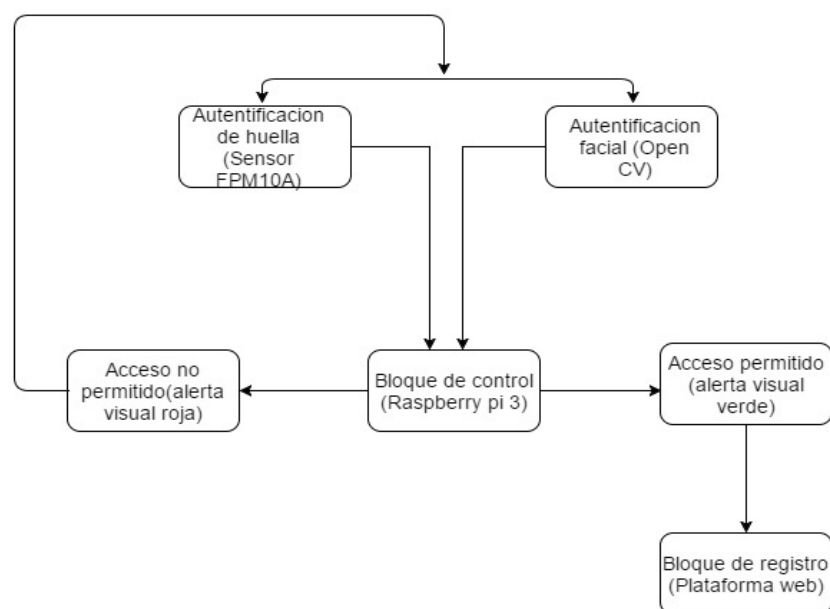 Autentificacion
de huella
(Sensor
FPM10A)
Autentificacion
facial (Open
CV)
Acceso no
permitido(alerta
visual roja)
Bloque de control
(Raspberry pi 3)
Acceso permitido
(alerta visual
verde)
Bloque de registro
(Plataforma web)